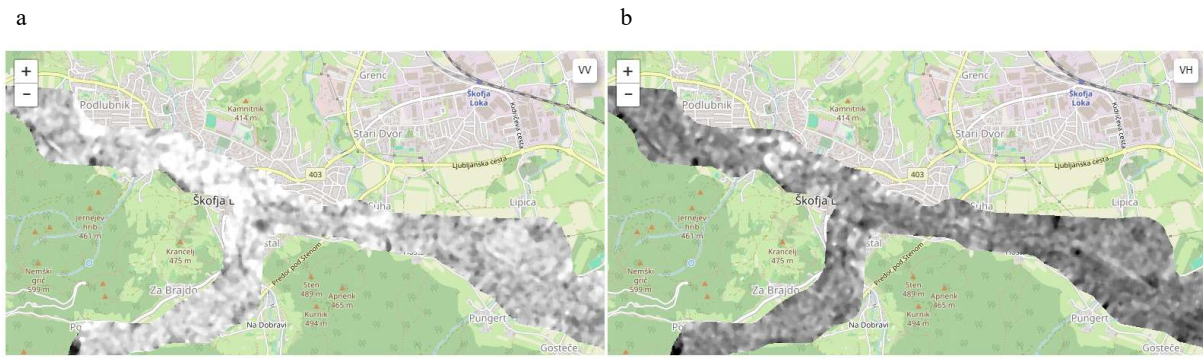 a
b
+
−
VV
Podlubnik
Kamnitnik
414 m
Grenc
Škofja
Loka
Kidričeva cesta
Stari Dvor
403
Ljubljanska cesta
Škofja L
Suha
Lipica
Jernejev
hrib
461 m
Krancelj
475 m
Nemški
grič
599 m
Za Brajdo
Predor pod Stenom
Sten
489 m
Apnenk
465 m
Kurnik
494 m
Na Dobravi
Pungert
Gosteče
+
−
VH
Podlubnik
Kamnitnik
414 m
Grenc
Škofja
Loka
Kidričeva cesta
Stari Dvor
403
Ljubljanska cesta
Škofja L
Suha
Lipica
Jernejev
hrib
461 m
Krancelj
475 m
Nemški
grič
599 m
Za Brajdo
Predor pod Stenom
Sten
489 m
Apnenk
465 m
Kurnik
494 m
Na Dobravi
Pungert
Gosteče